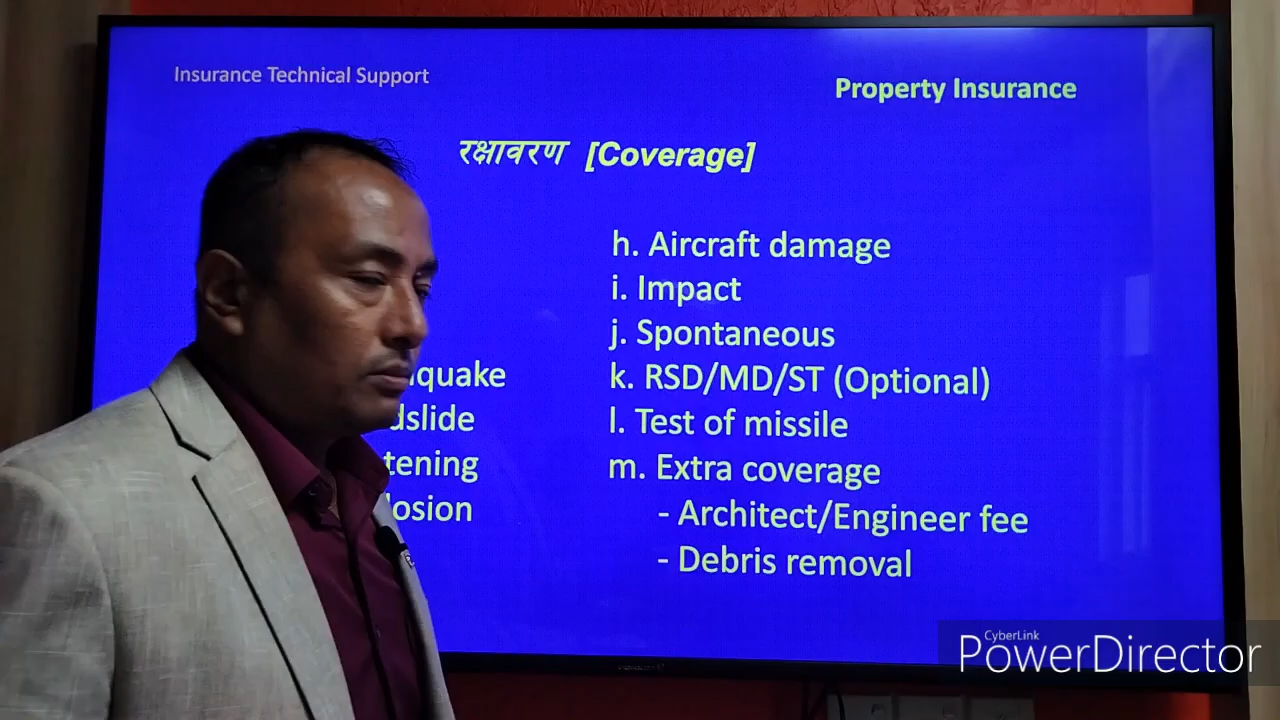 Insurance Technical Support
Property Insurance
रक्षावरण [Coverage]
quake
dslide
tening
losion
h. Aircraft damage
i. Impact
j. Spontaneous
k. RSD/MD/ST (Optional)
l. Test of missile
m. Extra coverage
- Architect/Engineer fee
- Debris removal
CyberLink
PowerDirector